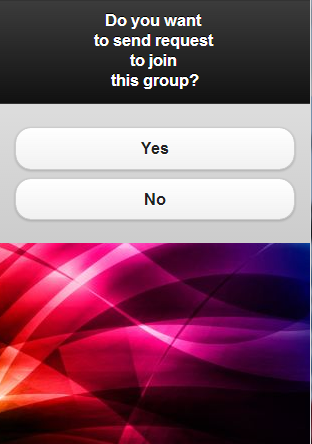 Do you want
to send request
to join
this group?
Yes
No